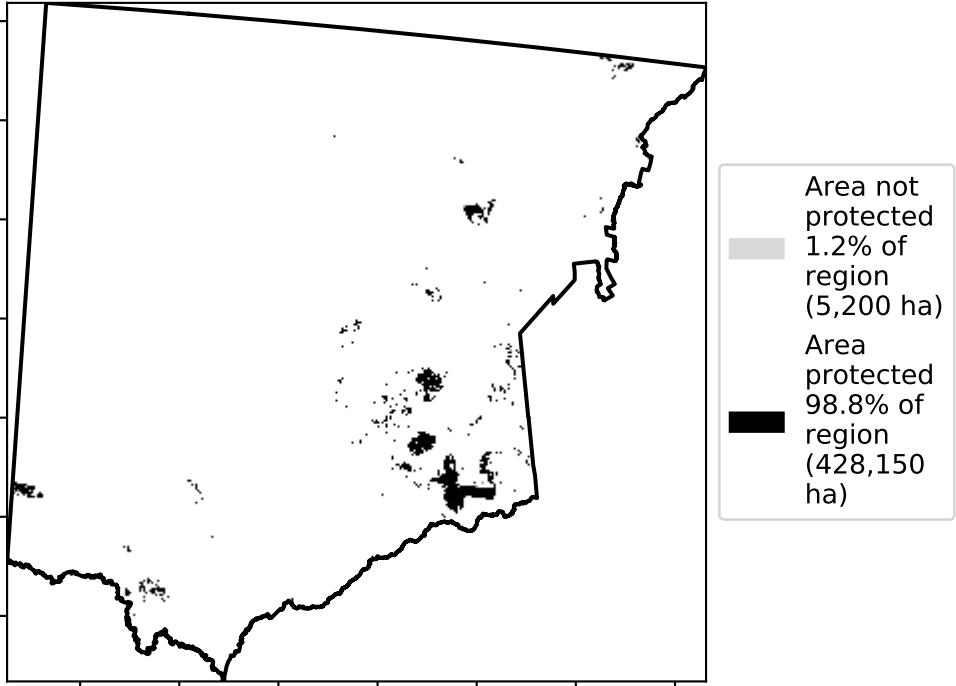 Area not
protected
1.2% of
region
(5,200 ha)
Area
protected
98.8% of
region
(428,150
ha)